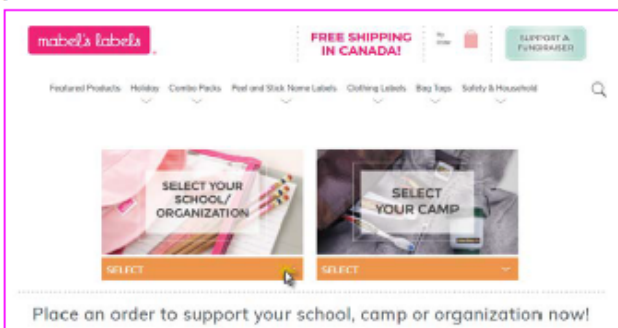 mabel's labels
FREE SHIPPING
IN CANADA!
SUPPORT A
FUNDRAISER
Featured Products Holiday Combo Packs Peel and Stick Name Labels Clothing Labels Bag Tags Safety & Household
SELECT YOUR
SCHOOL/
ORGANIZATION
SELECT
YOUR CAMP
SELECT SELECT
Place an order to support your school, camp or organization now!